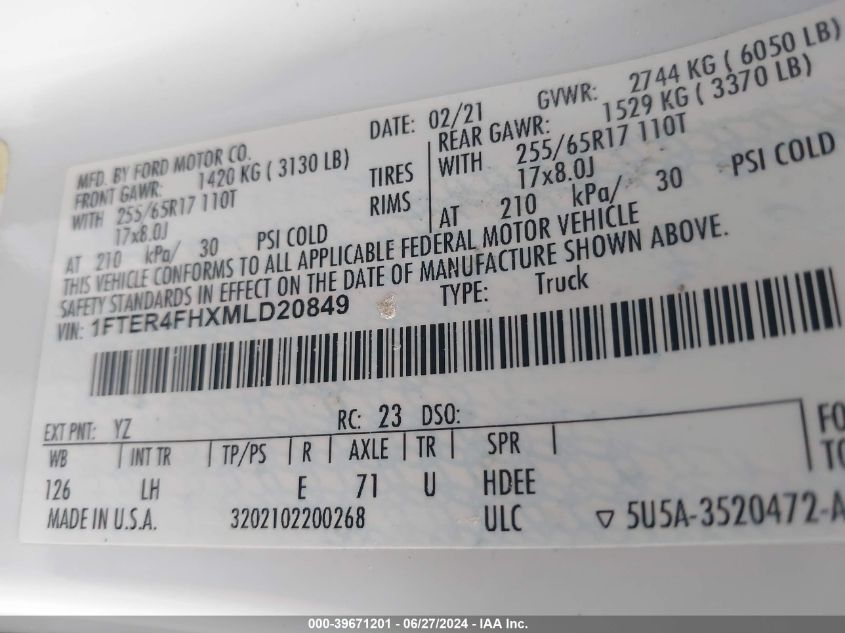 MFD. BY FORD MOTOR CO. DATE: 02/21 GVWR: 2744 KG ( 6050 LB)
FRONT GAWR: 1420 KG ( 3130 LB) REAR GAWR: 1529 KG ( 3370 LB)
WITH 255/65R17 110T TIRES WITH 255/65R17 110T
17x8.0J RIMS 17x8.0J
AT 210 kPa/ 30 PSI COLD AT 210 kPa/ 30 PSI COLD
THIS VEHICLE CONFORMS TO ALL APPLICABLE FEDERAL MOTOR VEHICLE
SAFETY STANDARDS IN EFFECT ON THE DATE OF MANUFACTURE SHOWN ABOVE.
VIN: 1FTER4FHXMLD20849 TYPE: Truck
EXT PNT: YZ RC: 23 DSO:
WB INT TR TP/PS R AXLE TR SPR
126 LH E 71 U HDEE
MADE IN U.S.A. 3202102200268 ULC 5U5A-3520472-A
000-39671201 - 06/27/2024 - IAA Inc.